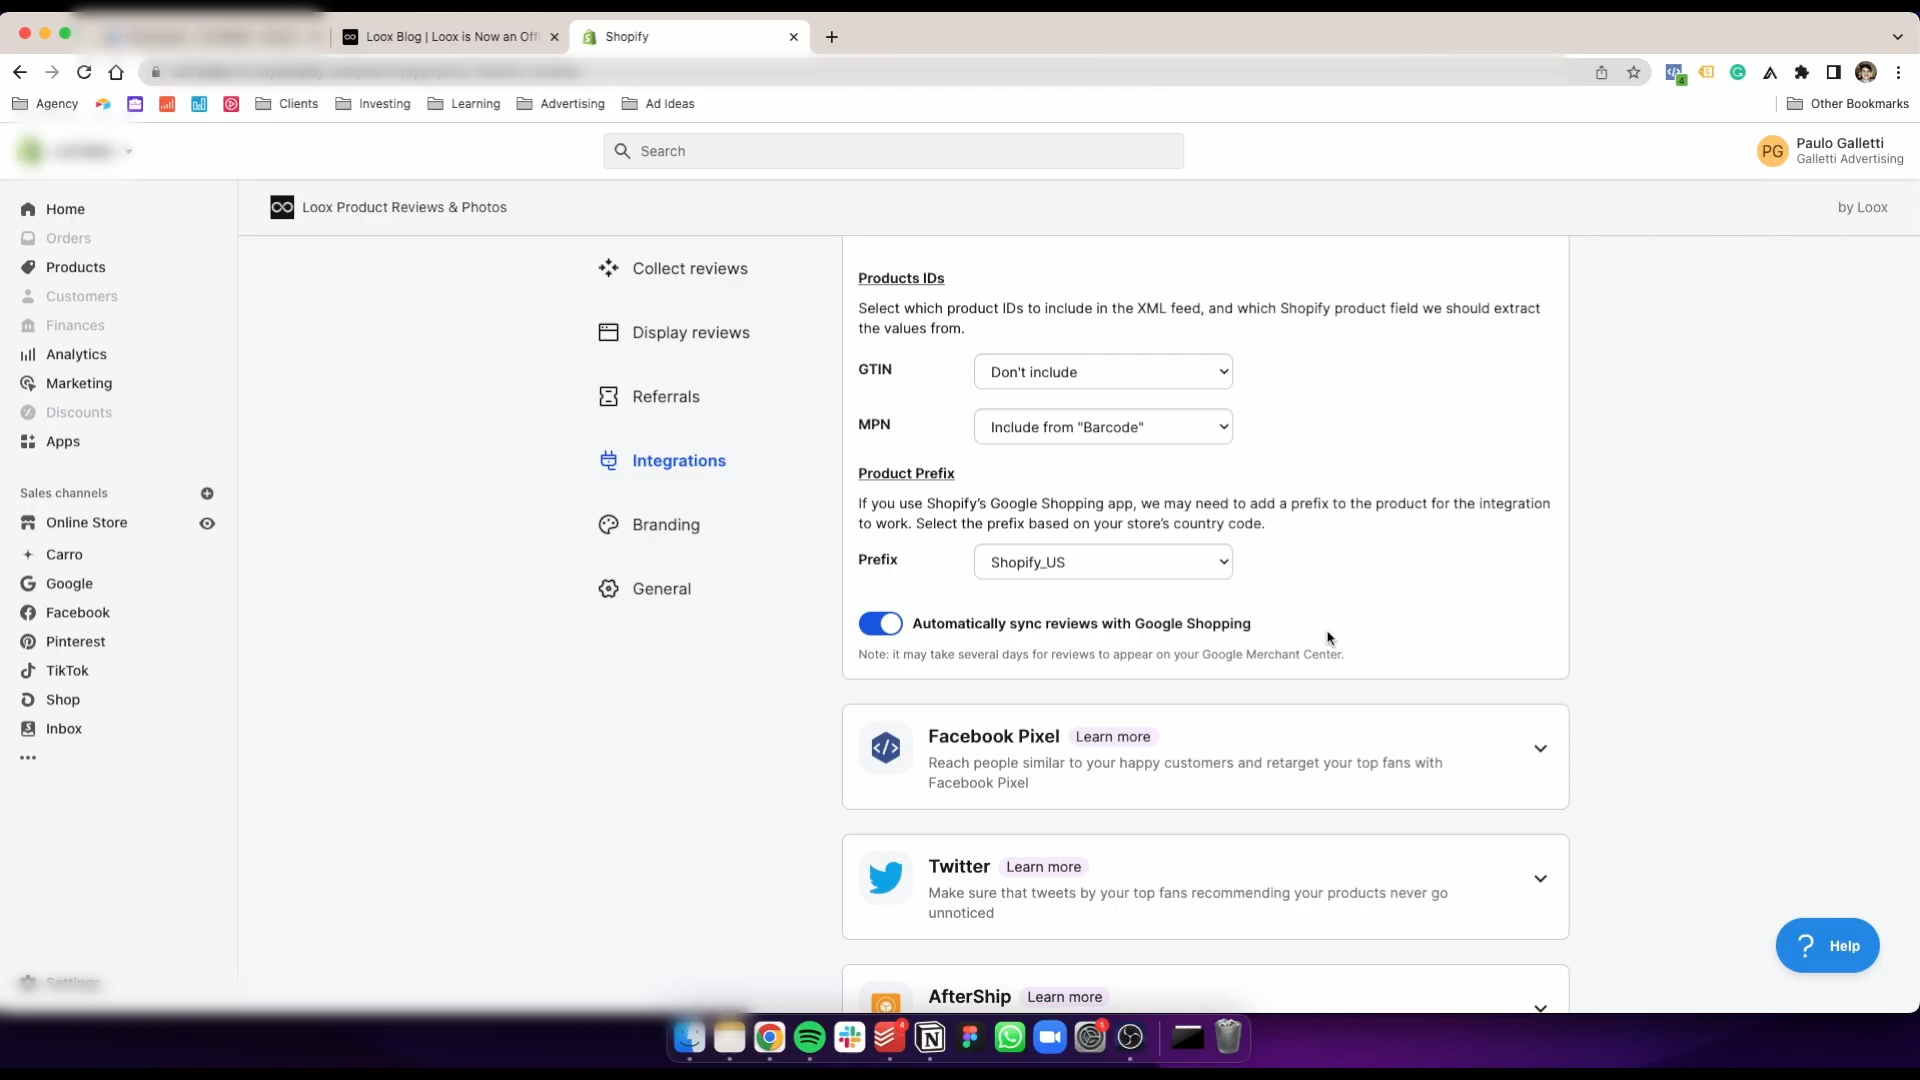 Loox Blog | Loox is Now an Off
Shopify
4
Agency
Clients
Investing
Learning
Advertising
Ad Ideas
Other Bookmarks
Search
PG
Paulo Galletti
Galletti Advertising
Home
Orders
Products
Customers
Finances
Analytics
Marketing
Discounts
Apps
Sales channels
Online Store
Carro
Google
Facebook
Pinterest
TikTok
Shop
Inbox
Settings
Loox Product Reviews & Photos
by Loox
Collect reviews
Display reviews
Referrals
Integrations
Branding
General
Products IDs
Select which product IDs to include in the XML feed, and which Shopify product field we should extract
the values from.
GTIN
Don't include
MPN
Include from "Barcode"
Product Prefix
If you use Shopify's Google Shopping app, we may need to add a prefix to the product for the integration
to work. Select the prefix based on your store's country code.
Prefix
Shopify_US
Automatically sync reviews with Google Shopping
Note: it may take several days for reviews to appear on your Google Merchant Center.
Facebook Pixel Learn more
Reach people similar to your happy customers and retarget your top fans with
Facebook Pixel
Twitter Learn more
Make sure that tweets by your top fans recommending your products never go
unnoticed
AfterShip Learn more
? Help
4
1